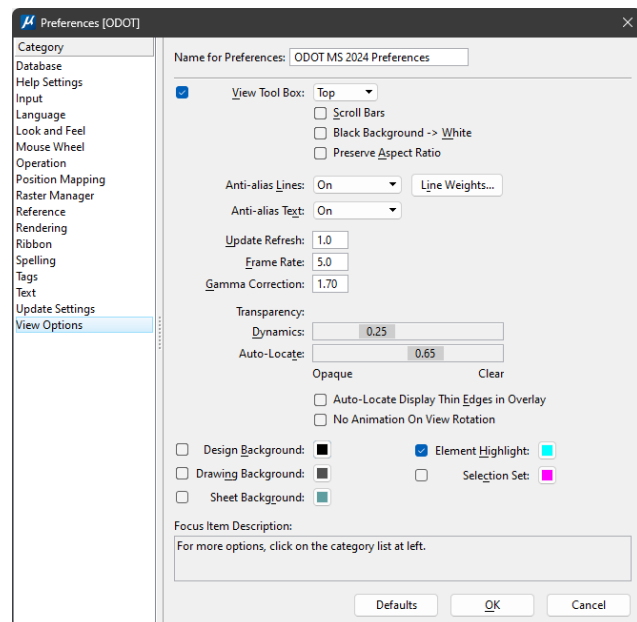 Preferences [ODOT]
Category
Database
Help Settings
Input
Language
Look and Feel
Mouse Wheel
Operation
Position Mapping
Raster Manager
Reference
Rendering
Ribbon
Spelling
Tags
Text
Update Settings
View Options
Name for Preferences: ODOT MS 2024 Preferences
View Tool Box: Top
Scroll Bars
Black Background -> White
Preserve Aspect Ratio
Anti-alias Lines: On Line Weights...
Anti-alias Text: On
Update Refresh: 1.0
Frame Rate: 5.0
Gamma Correction: 1.70
Transparency:
Dynamics: 0.25
Auto-Locate: 0.65
Opaque Clear
Auto-Locate Display Thin Edges in Overlay
No Animation On View Rotation
Design Background: Element Highlight:
Drawing Background: Selection Set:
Sheet Background:
Focus Item Description:
For more options, click on the category list at left.
Defaults OK Cancel